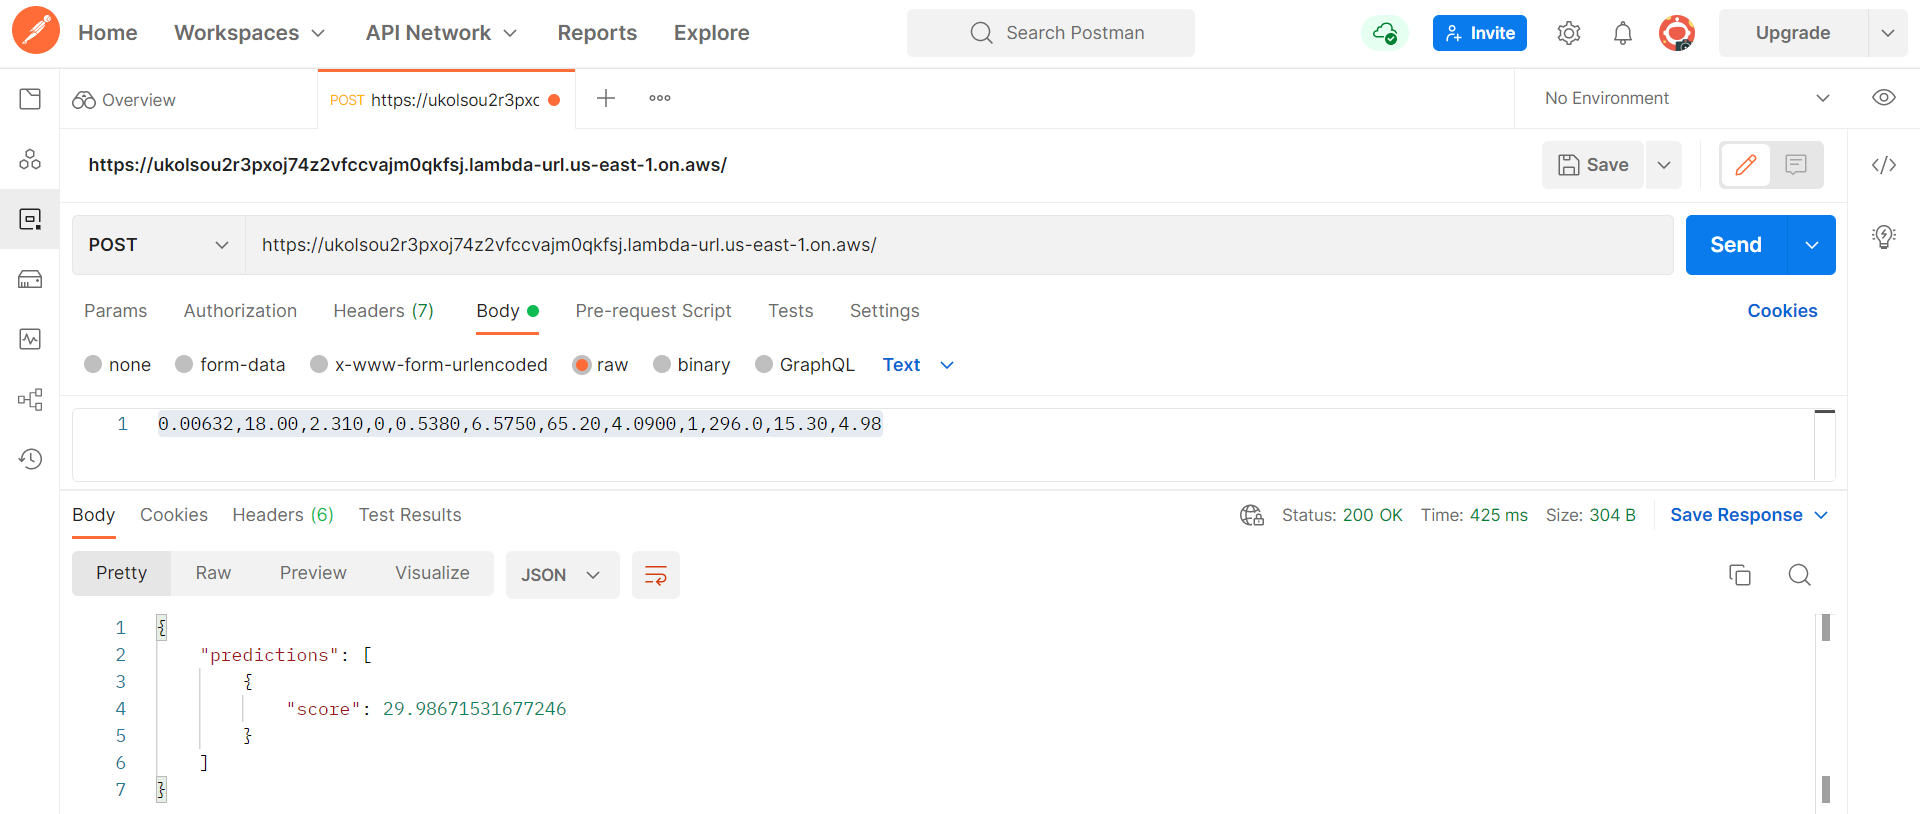 Home Workspaces API Network Reports Explore Search Postman Invite Upgrade
Overview POST https://ukolsou2r3pxc No Environment
https://ukolsou2r3pxoj74z2vfccvajm0qkfsj.lambda-url.us-east-1.on.aws/ Save
POST https://ukolsou2r3pxoj74z2vfccvajm0qkfsj.lambda-url.us-east-1.on.aws/ Send
Params Authorization Headers (7) Body Pre-request Script Tests Settings Cookies
none form-data x-www-form-urlencoded raw binary GraphQL Text
1 0.00632,18.00,2.310,0,0.5380,6.5750,65.20,4.0900,1,296.0,15.30,4.98
Body Cookies Headers (6) Test Results Status: 200 OK Time: 425 ms Size: 304 B Save Response
Pretty Raw Preview Visualize JSON
1 {
2 "predictions": [
3 {
4 "score": 29.98671531677246
5 }
6 ]
7 }